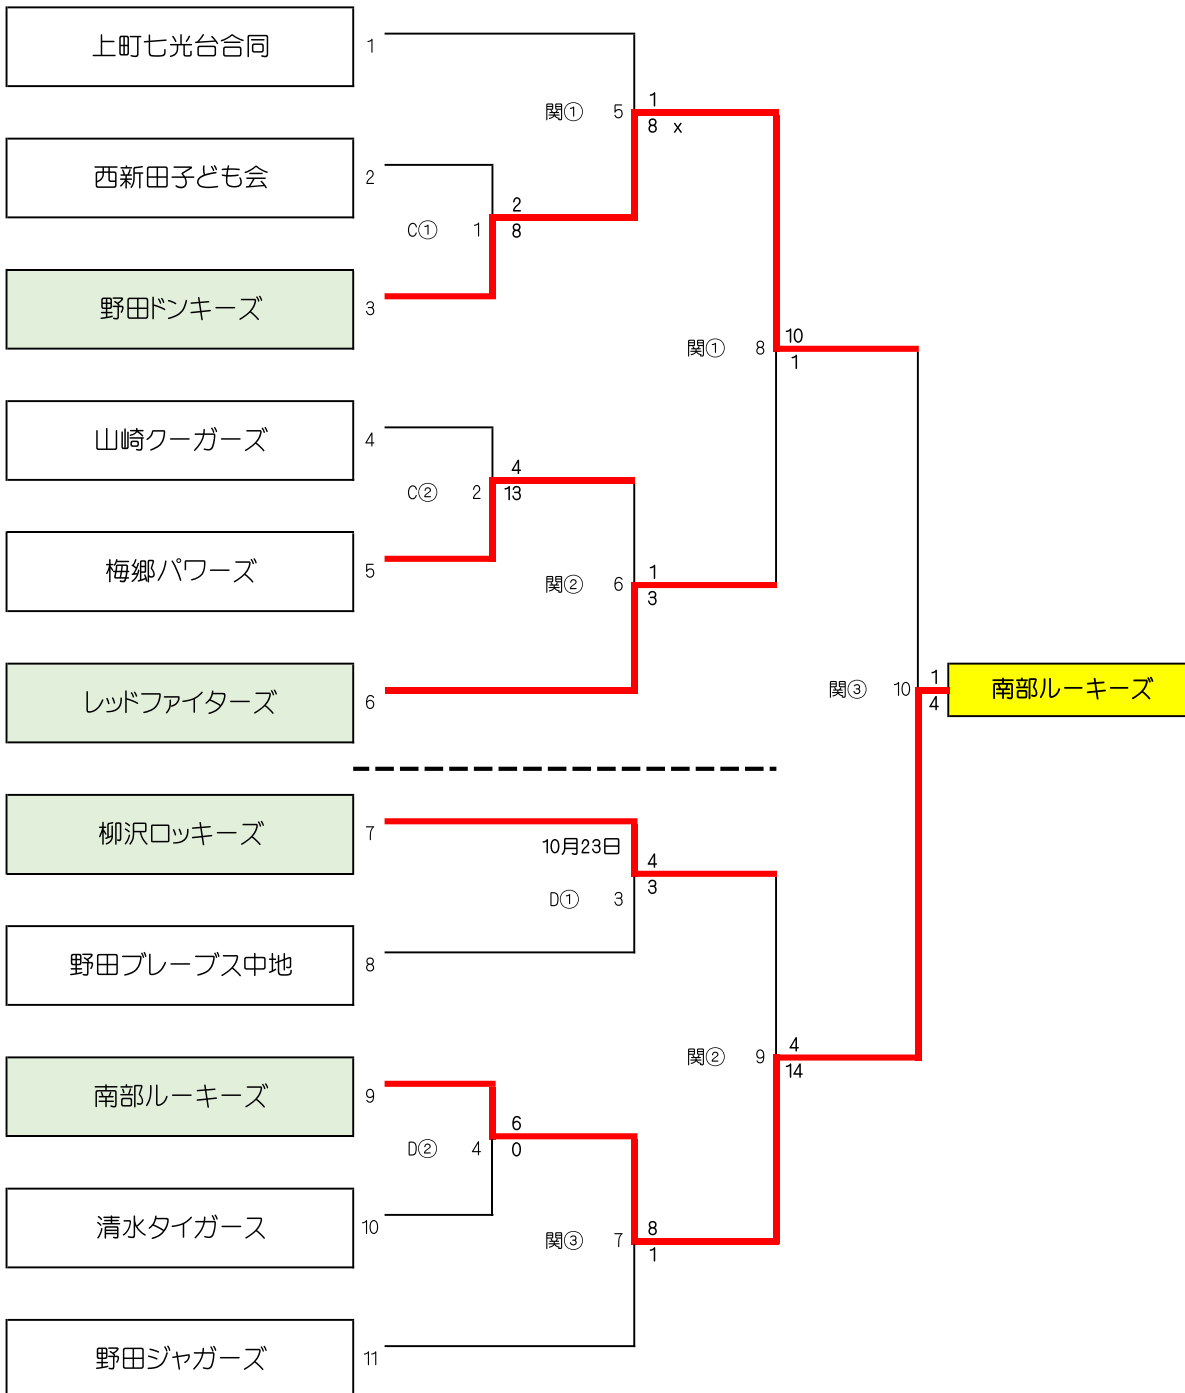 上町七光台合同 1
1
関① 5
8 x
西新田子ども会 2
2
C① 1
8
野田ドンキーズ 3
10
関① 8
1
山崎クーガーズ 4
4
C② 2
13
梅郷パワーズ 5
1
関② 6
3
レッドファイターズ 6
1
関③ 10
4
南部ルーキーズ
柳沢ロッキーズ 7
10月23日
4
3
D① 3
野田ブレーブス中地 8
4
関② 9
14
南部ルーキーズ 9
6
D② 4
0
清水タイガース 10
8
関③ 7
1
野田ジャガーズ 11